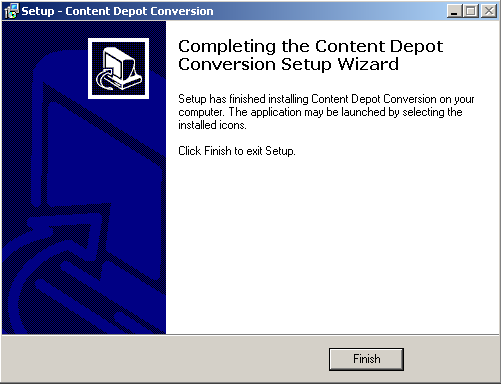 Setup - Content Depot Conversion
Completing the Content Depot
Conversion Setup Wizard
Setup has finished installing Content Depot Conversion on your
computer. The application may be launched by selecting the
installed icons.
Click Finish to exit Setup.
Finish